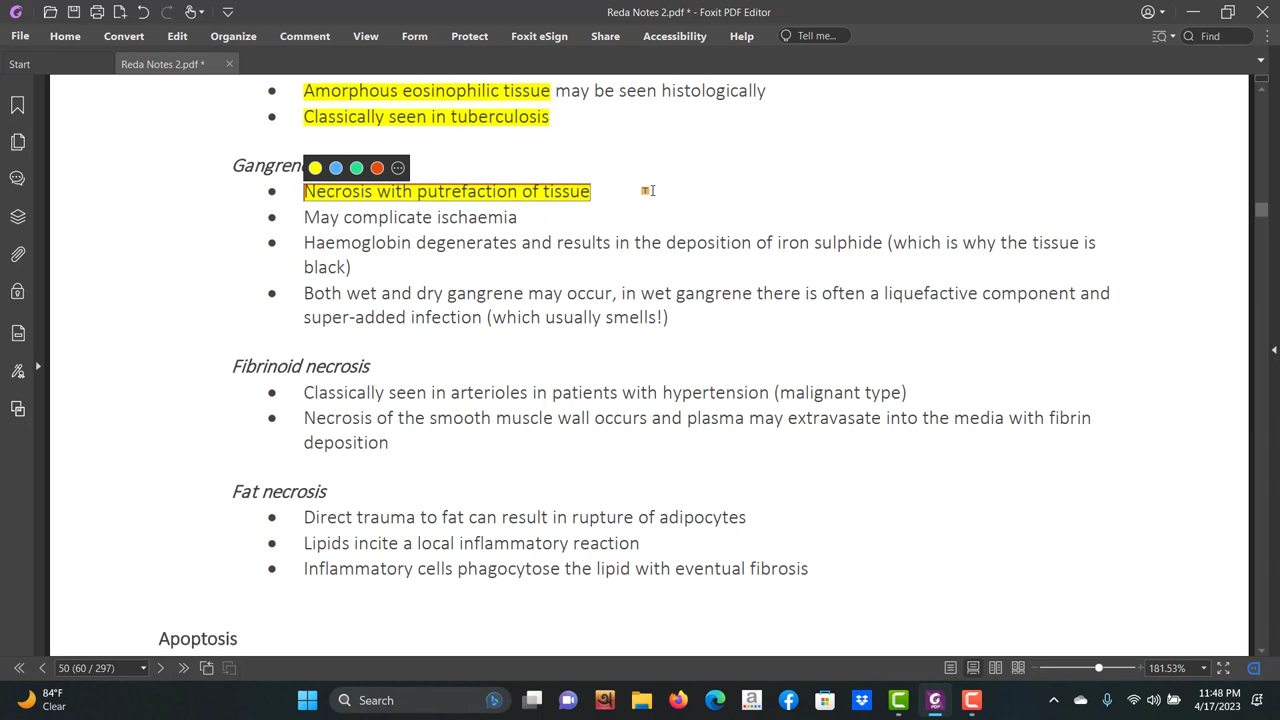 Reda Notes 2.pdf * - Foxit PDF Editor
File Home Convert Edit Organize Comment View Form Protect Foxit eSign Share Accessibility Help Tell me... Find
Start Reda Notes 2.pdf *
• Amorphous eosinophilic tissue may be seen histologically
• Classically seen in tuberculosis
Gangrene
• Necrosis with putrefaction of tissue
• May complicate ischaemia
• Haemoglobin degenerates and results in the deposition of iron sulphide (which is why the tissue is
black)
• Both wet and dry gangrene may occur, in wet gangrene there is often a liquefactive component and
super-added infection (which usually smells!)
Fibrinoid necrosis
• Classically seen in arterioles in patients with hypertension (malignant type)
• Necrosis of the smooth muscle wall occurs and plasma may extravasate into the media with fibrin
deposition
Fat necrosis
• Direct trauma to fat can result in rupture of adipocytes
• Lipids incite a local inflammatory reaction
• Inflammatory cells phagocytose the lipid with eventual fibrosis
Apoptosis
50 (60 / 297) 181.53%
84°F
Clear
Search
11:48 PM
4/17/2023